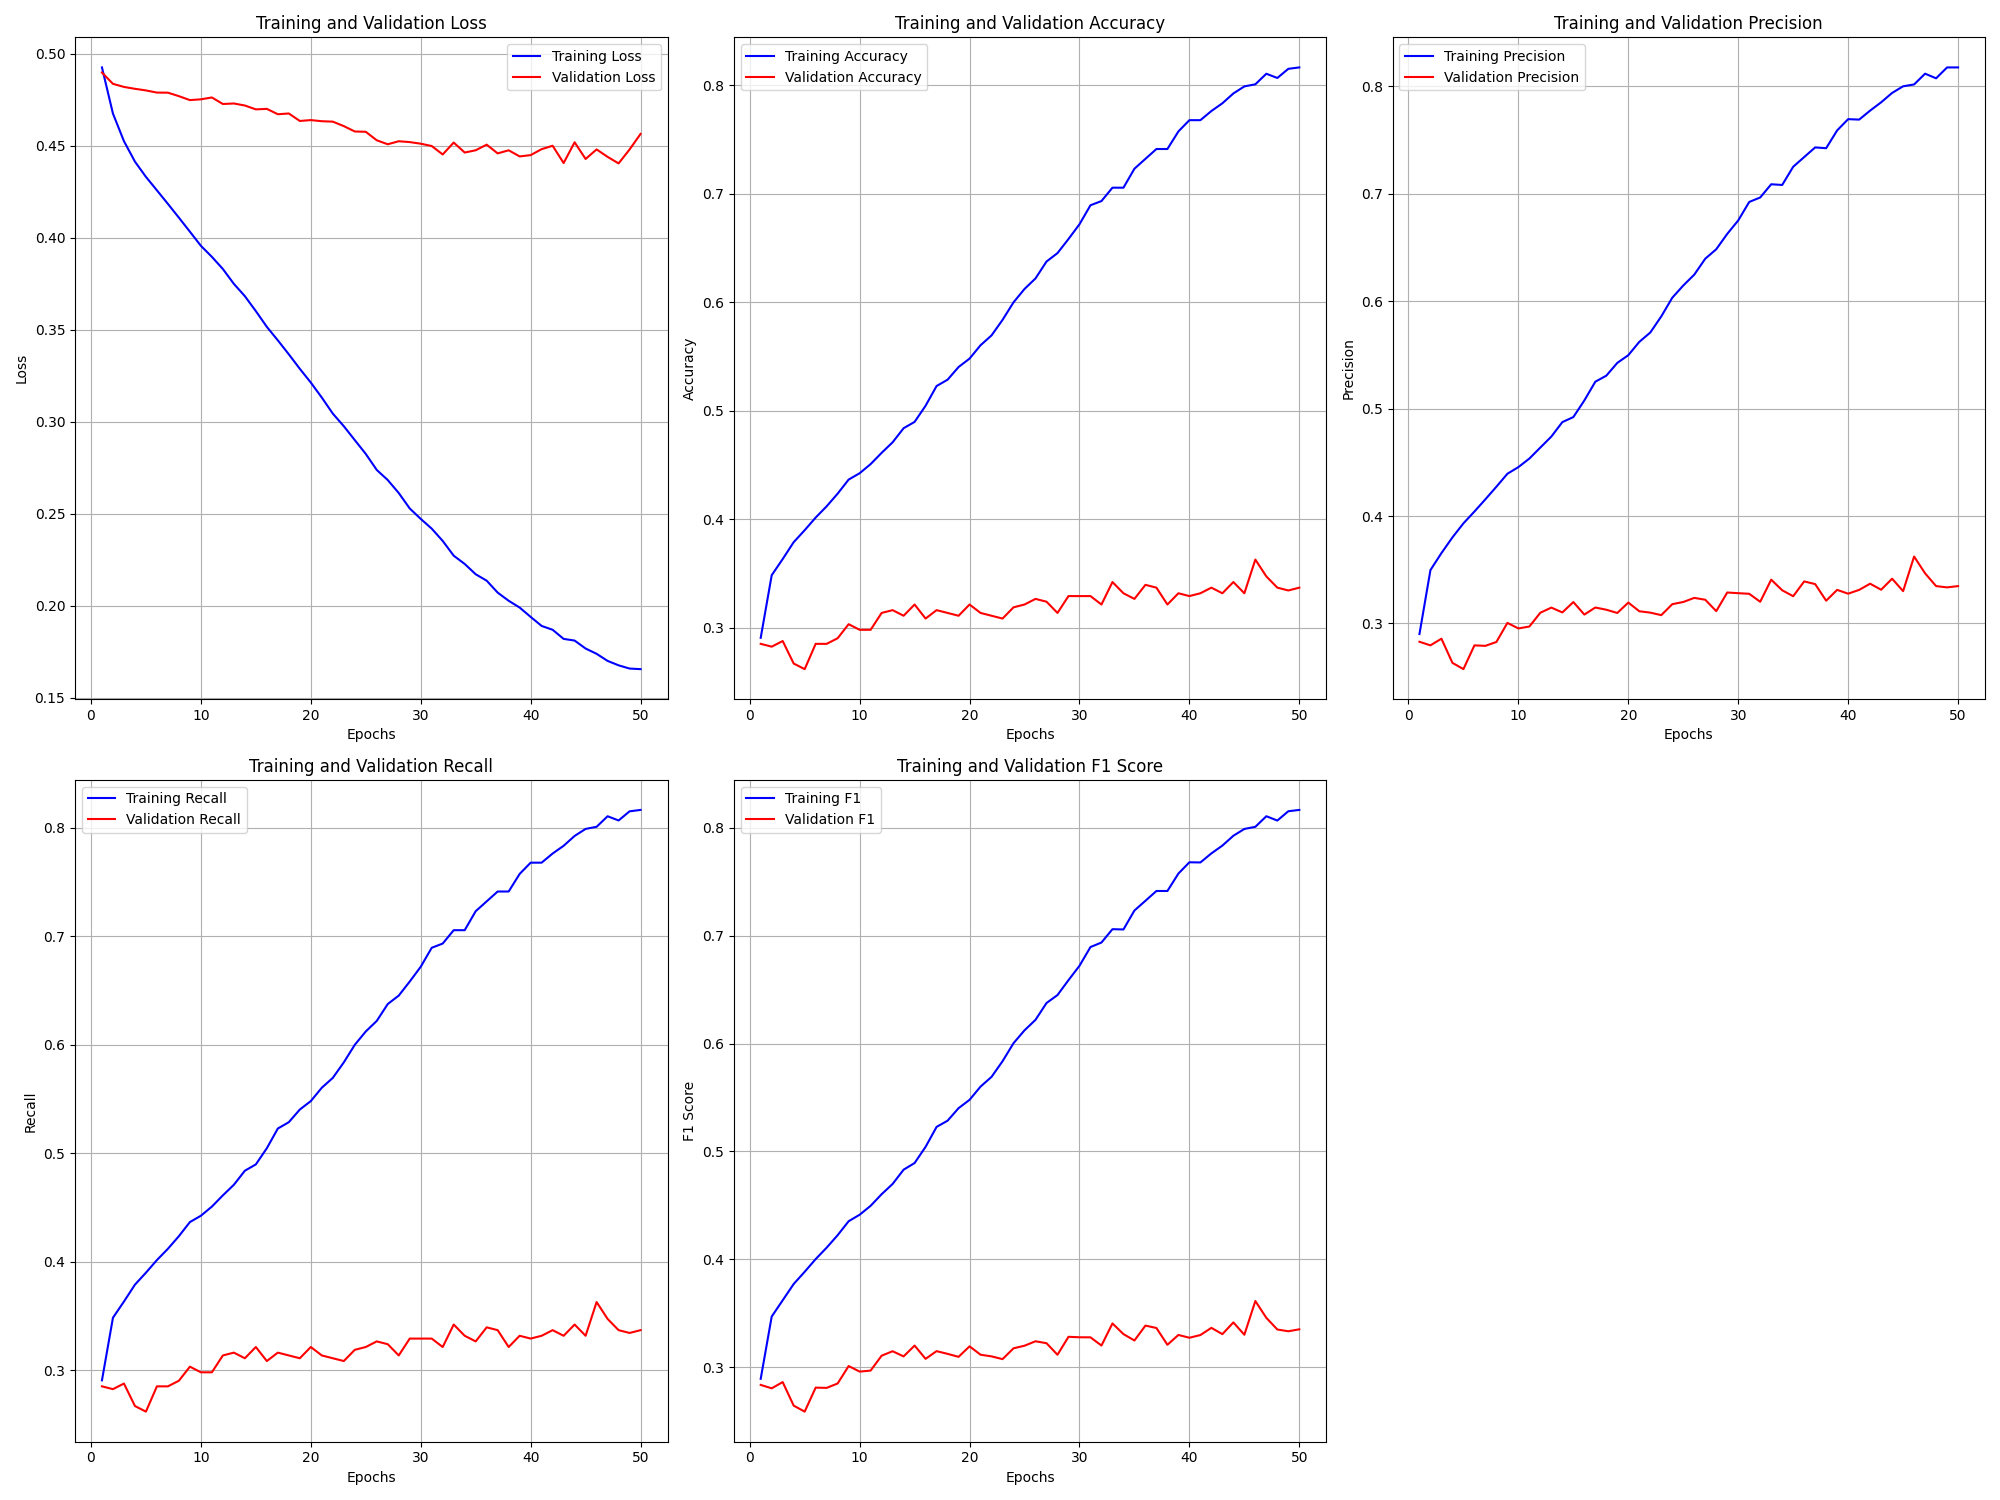 Training and Validation Loss
Training Loss
Validation Loss
0.50
0.45
0.40
0.35
0.30
0.25
0.20
0.15
Loss
0 10 20 30 40 50
Epochs
Training and Validation Accuracy
Training Accuracy
Validation Accuracy
0.8
0.7
0.6
0.5
0.4
0.3
Accuracy
0 10 20 30 40 50
Epochs
Training and Validation Precision
Training Precision
Validation Precision
0.8
0.7
0.6
0.5
0.4
0.3
Precision
0 10 20 30 40 50
Epochs
Training and Validation Recall
Training Recall
Validation Recall
0.8
0.7
0.6
0.5
0.4
0.3
Recall
0 10 20 30 40 50
Epochs
Training and Validation F1 Score
Training F1
Validation F1
0.8
0.7
0.6
0.5
0.4
0.3
F1 Score
0 10 20 30 40 50
Epochs